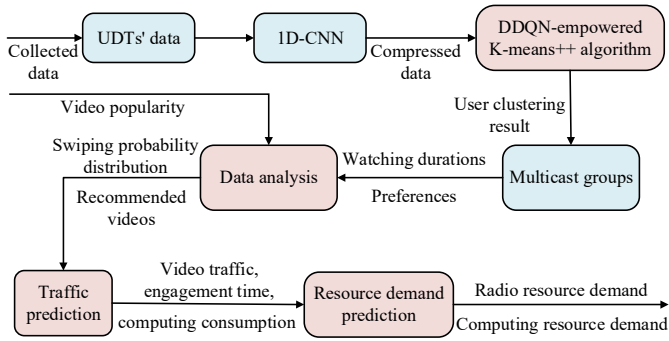 Collected
data
UDTs' data
1D-CNN
Compressed
data
DDQN-empowered
K-means++ algorithm
User clustering
result
Video popularity
Swiping probability
distribution
Recommended
videos
Data analysis
Watching durations
Preferences
Multicast groups
Traffic
prediction
Video traffic,
engagement time,
computing consumption
Resource demand
prediction
Radio resource demand
Computing resource demand